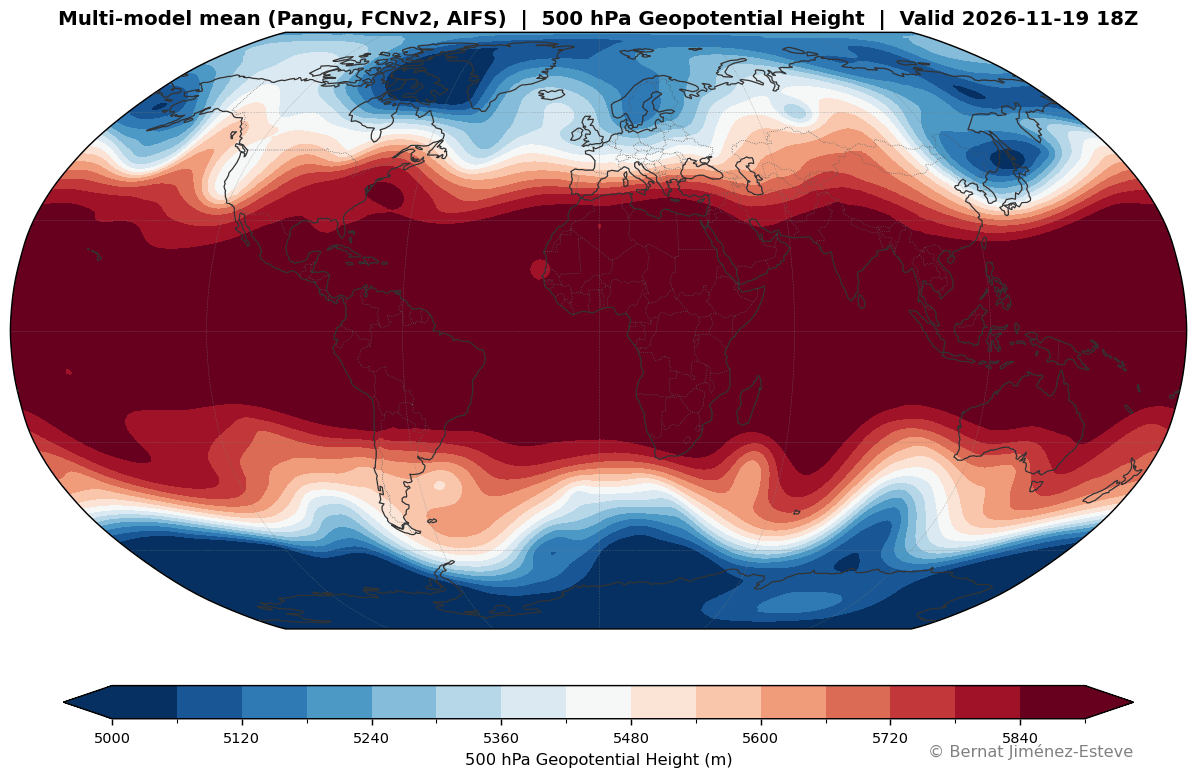 Multi-model mean (Pangu, FCNv2, AIFS)  |  500 hPa Geopotential Height  |  Valid 2026-11-19 18Z
5000 5120 5240 5360 5480 5600 5720 5840
500 hPa Geopotential Height (m)
© Bernat Jiménez-Esteve